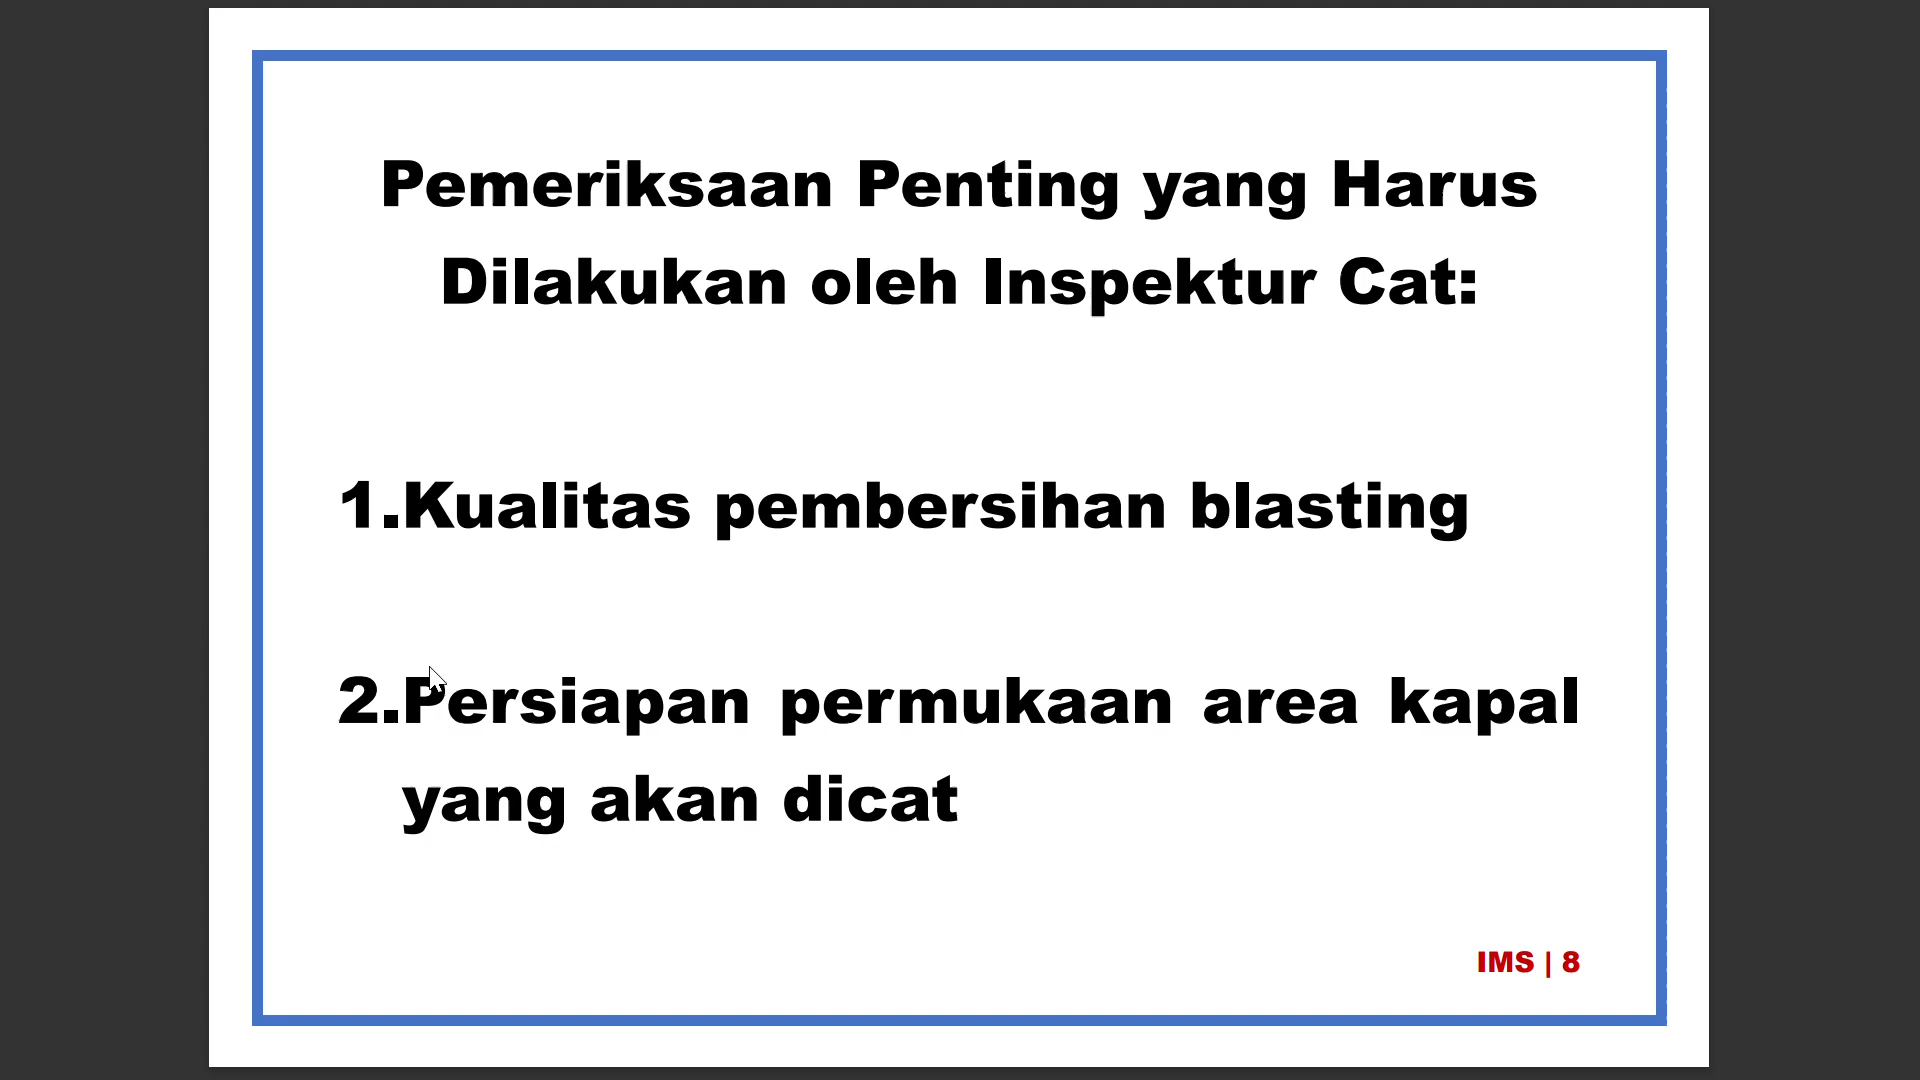 Pemeriksaan Penting yang Harus
Dilakukan oleh Inspektur Cat:
1.Kualitas pembersihan blasting
2.Persiapan permukaan area kapal
yang akan dicat
IMS | 8